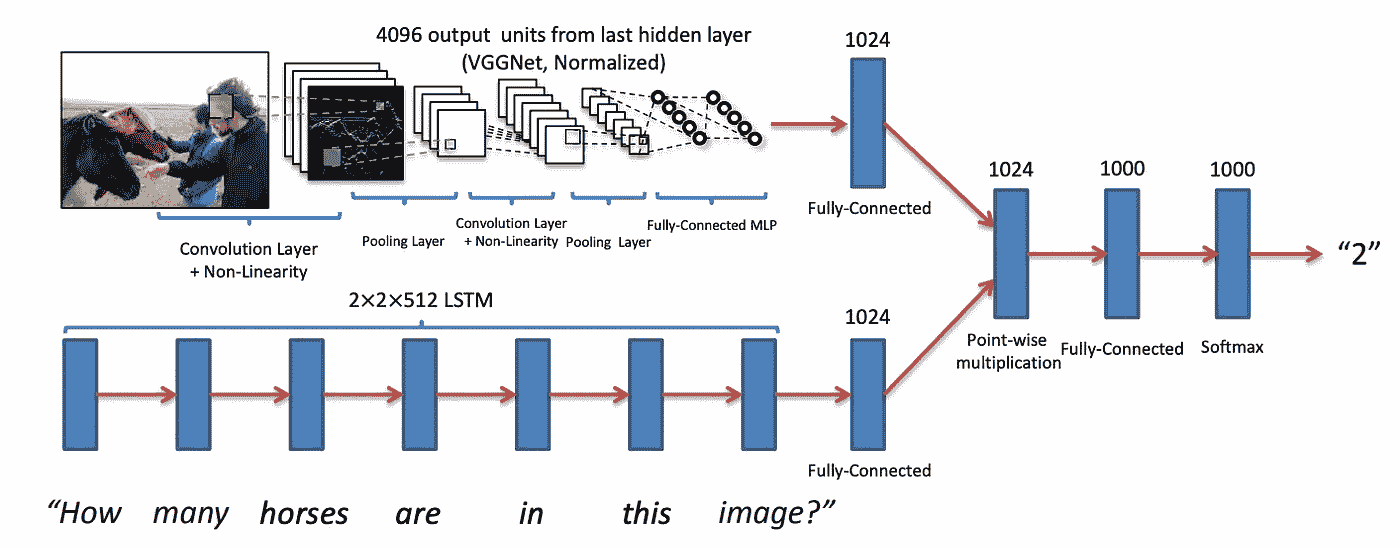 4096 output units from last hidden layer
(VGGNet, Normalized)
1024
Fully-Connected
Convolution Layer
+ Non-Linearity
Pooling Layer
Convolution Layer
+ Non-Linearity
Pooling Layer
Fully-Connected MLP
1024
Point-wise
multiplication
1000
Fully-Connected
1000
Softmax
“2”
2×2×512 LSTM
1024
Fully-Connected
“How many horses are in this image?”